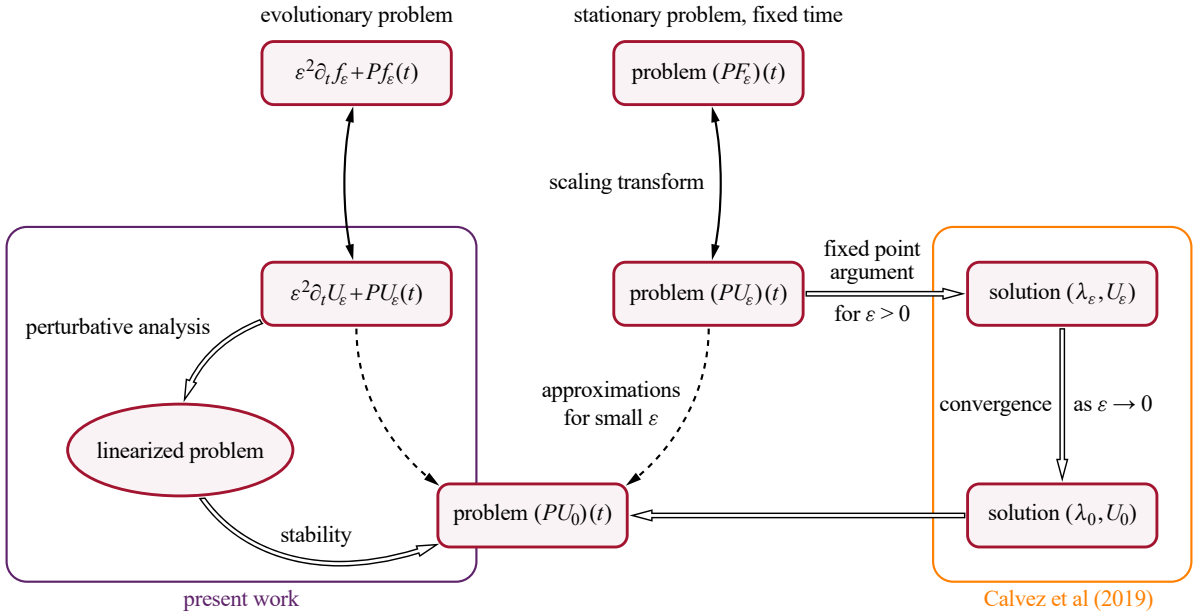 evolutionary problem
stationary problem, fixed time
ε²∂ₜfε+Pfε(t)
problem (PFε)(t)
scaling transform
ε²∂ₜUε+PUε(t)
problem (PUε)(t)
fixed point
argument
for ε > 0
solution (λε, Uε)
perturbative analysis
approximations
for small ε
convergence
as ε → 0
linearized problem
stability
problem (PU₀)(t)
solution (λ₀, U₀)
present work
Calvez et al (2019)